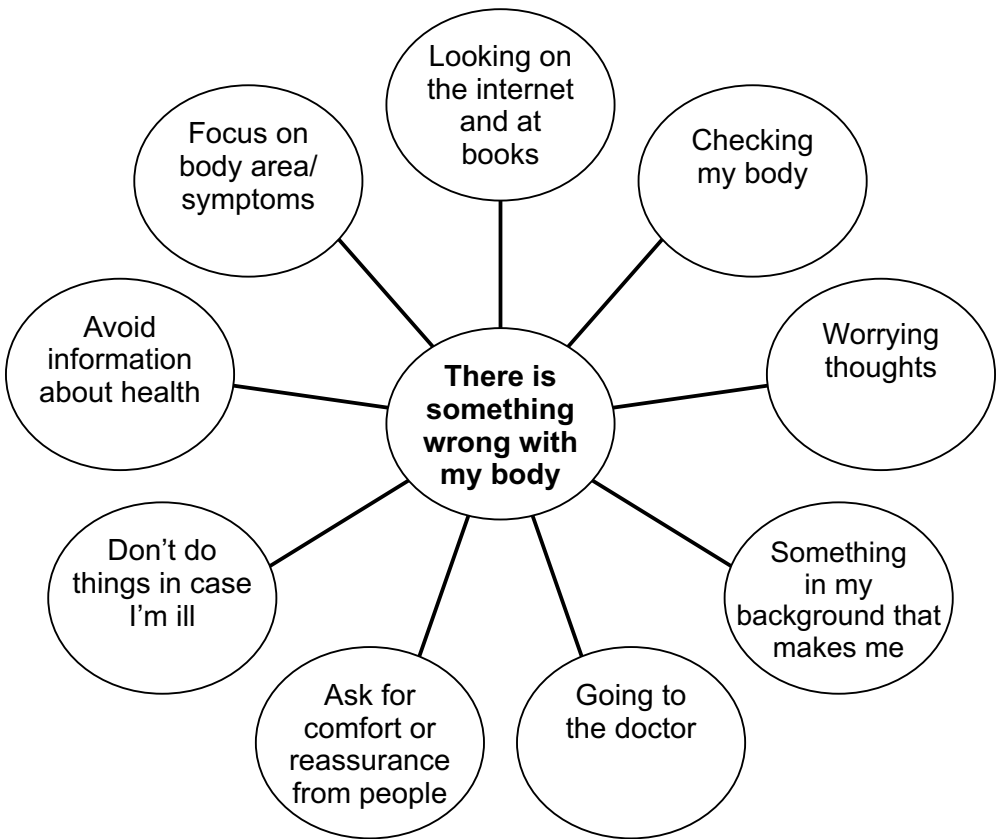 Looking on
the internet
and at
books
Focus on
body area/
symptoms
Checking
my body
Avoid
information
about health
Worrying
thoughts
There is
something
wrong with
my body
Don’t do
things in case
I’m ill
Something
in my
background that
makes me
Ask for
comfort or
reassurance
from people
Going to
the doctor